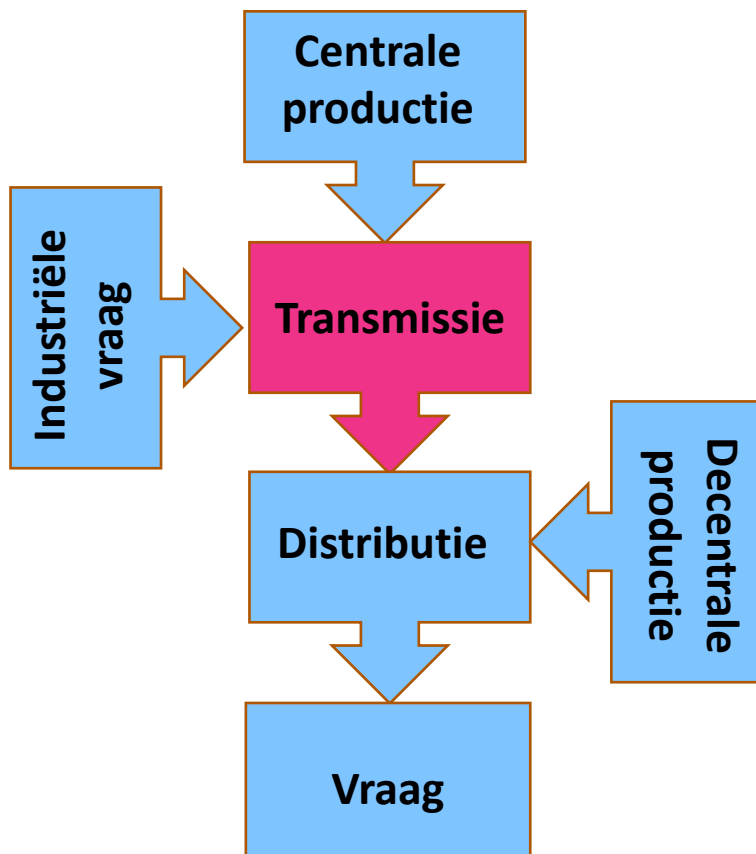 Centrale
productie
Industriële
vraag
Transmissie
Distributie
Decentrale
productie
Vraag